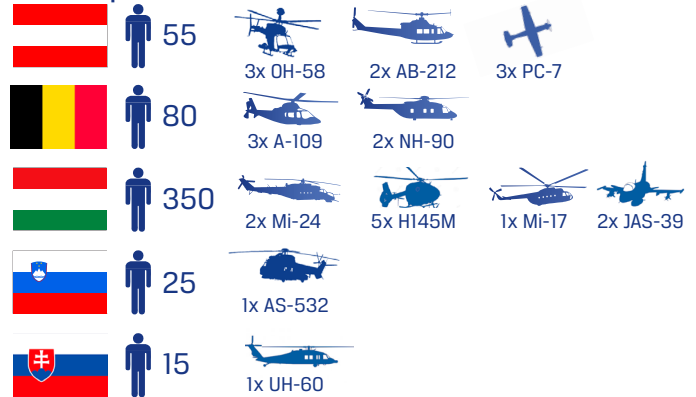 55
3x OH-58 2x AB-212 3x PC-7
80
3x A-109 2x NH-90
350
2x Mi-24 5x H145M 1x Mi-17 2x JAS-39
25
1x AS-532
15
1x UH-60